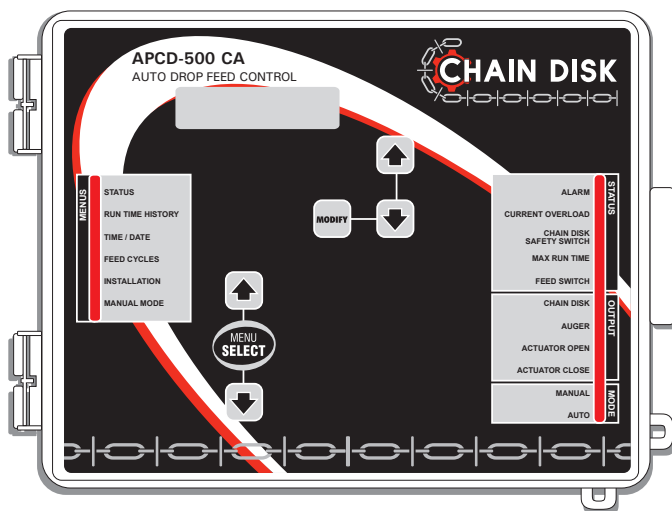 APCD-500 CA
AUTO DROP FEED CONTROL
CHAIN DISK
MENUS
STATUS
RUN TIME HISTORY
TIME / DATE
FEED CYCLES
INSTALLATION
MANUAL MODE
MODIFY
MENU
SELECT
STATUS
ALARM
CURRENT OVERLOAD
CHAIN DISK
SAFETY SWITCH
MAX RUN TIME
FEED SWITCH
OUTPUT
CHAIN DISK
AUGER
ACTUATOR OPEN
ACTUATOR CLOSE
MODE
MANUAL
AUTO